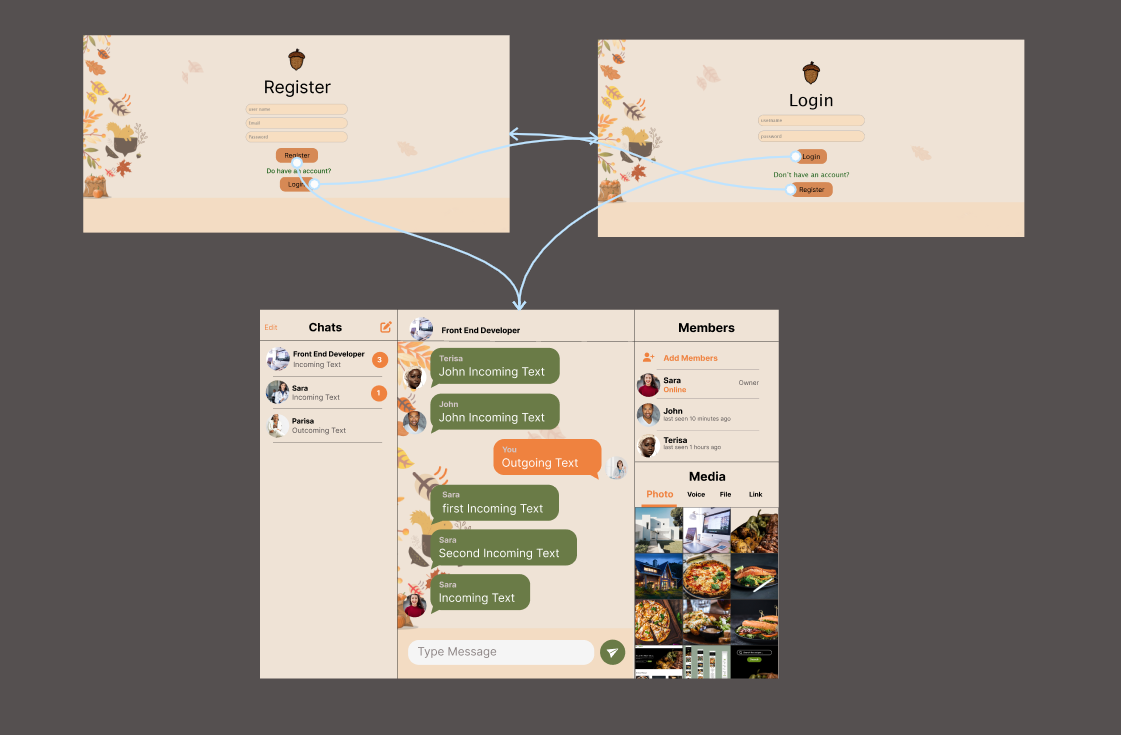 Register
user name
Email
Password
Register
Do have an account?
Login
Login
username
password
Login
Don't have an account?
Register
Edit
Chats
Front End Developer
Incoming Text
3
Sara
Incoming Text
1
Parisa
Outcoming Text
Front End Developer
Terisa
John Incoming Text
John
John Incoming Text
You
Outgoing Text
Sara
first Incoming Text
Sara
Second Incoming Text
Sara
Incoming Text
Type Message
Members
Add Members
Sara
Owner
Online
John
last seen 10 minutes ago
Terisa
last seen 1 hours ago
Media
Photo Voice File Link